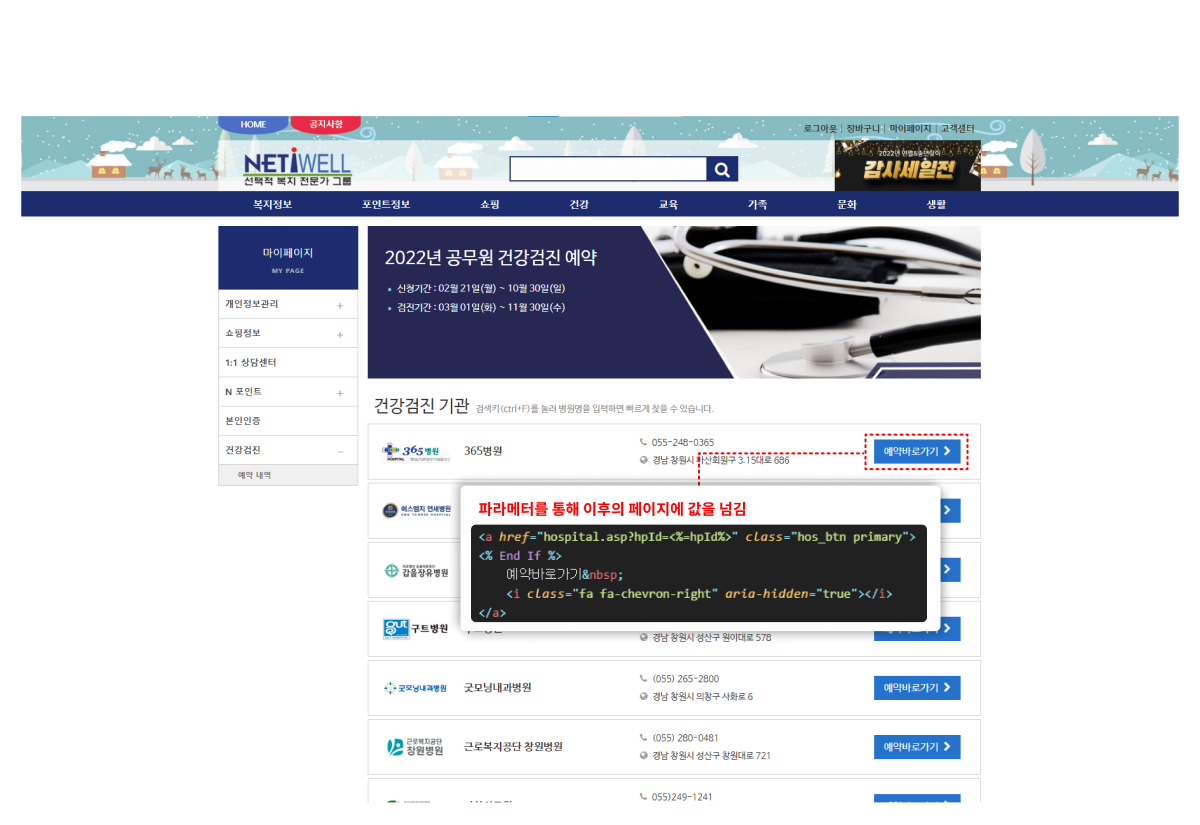 HOME
공지사항
로그아웃 | 장바구니 | 마이페이지 | 고객센터
NETiWELL
선택적 복지 전문가 그룹
2022년 연말&송년맞이
감사세일전
복지정보
포인트정보
쇼핑
건강
교육
가족
문화
생활
마이페이지
MY PAGE
개인정보관리 +
쇼핑정보 +
1:1 상담센터
N 포인트 +
본인인증
건강검진 –
예약 내역
2022년 공무원 건강검진 예약
• 신청기간 : 02월 21일(월) ~ 10월 30일(일)
• 검진기간 : 03월 01일(화) ~ 11월 30일(수)
건강검진 기관 검색키(ctrl+F)를 눌러 병원명을 입력하면 빠르게 찾을 수 있습니다.
365병원
HOSPITAL
365병원
055-248-0365
경남 창원시 마산회원구 3.15대로 686
예약바로가기
에스엠지 연세병원
SMG YONSEI HOSPITAL
파라메터를 통해 이후의 페이지에 값을 넘김
<a href="hospital.asp?hpId=<%=hpId%>" class="hos_btn primary">
<% End If %>
예약바로가기&nbsp;
<i class="fa fa-chevron-right" aria-hidden="true"></i>
</a>
갑을장유병원
gut 구트병원
경남 창원시 성산구 원이대로 578
굿모닝내과병원
굿모닝내과병원
(055) 265-2800
경남 창원시 의창구 사화로 6
예약바로가기
근로복지공단
창원병원
근로복지공단 창원병원
(055) 280-0481
경남 창원시 성산구 창원대로 721
예약바로가기
055)249-1241